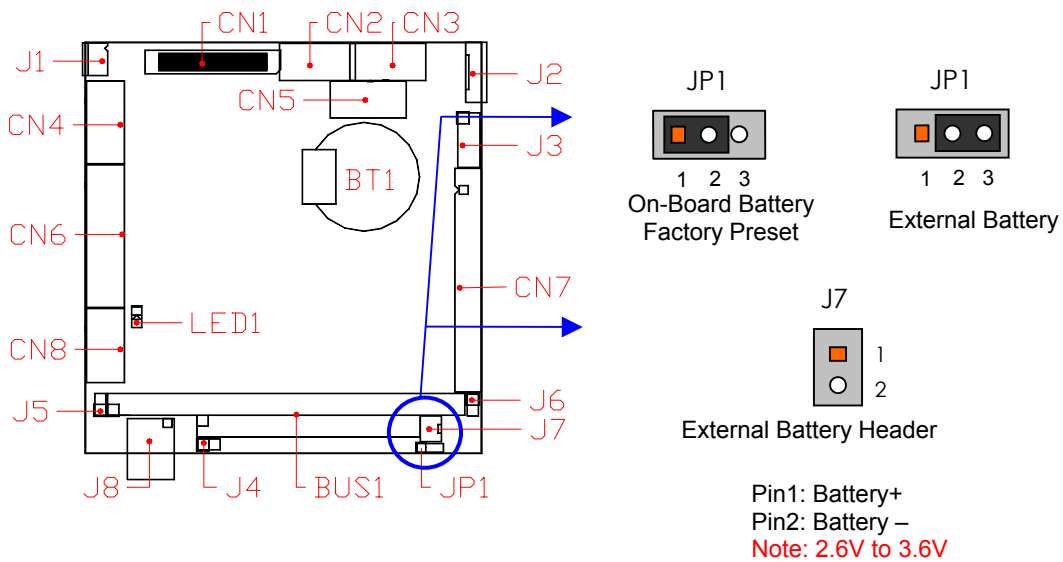 CN1
CN2
CN3
J1
J2
CN5
CN4
J3
BT1
CN6
CN7
LED1
CN8
J5
J6
J7
J8
J4
BUS1
JP1
JP1
1 2 3
On-Board Battery
Factory Preset
JP1
1 2 3
External Battery
J7
1
2
External Battery Header
Pin1: Battery+
Pin2: Battery –
Note: 2.6V to 3.6V